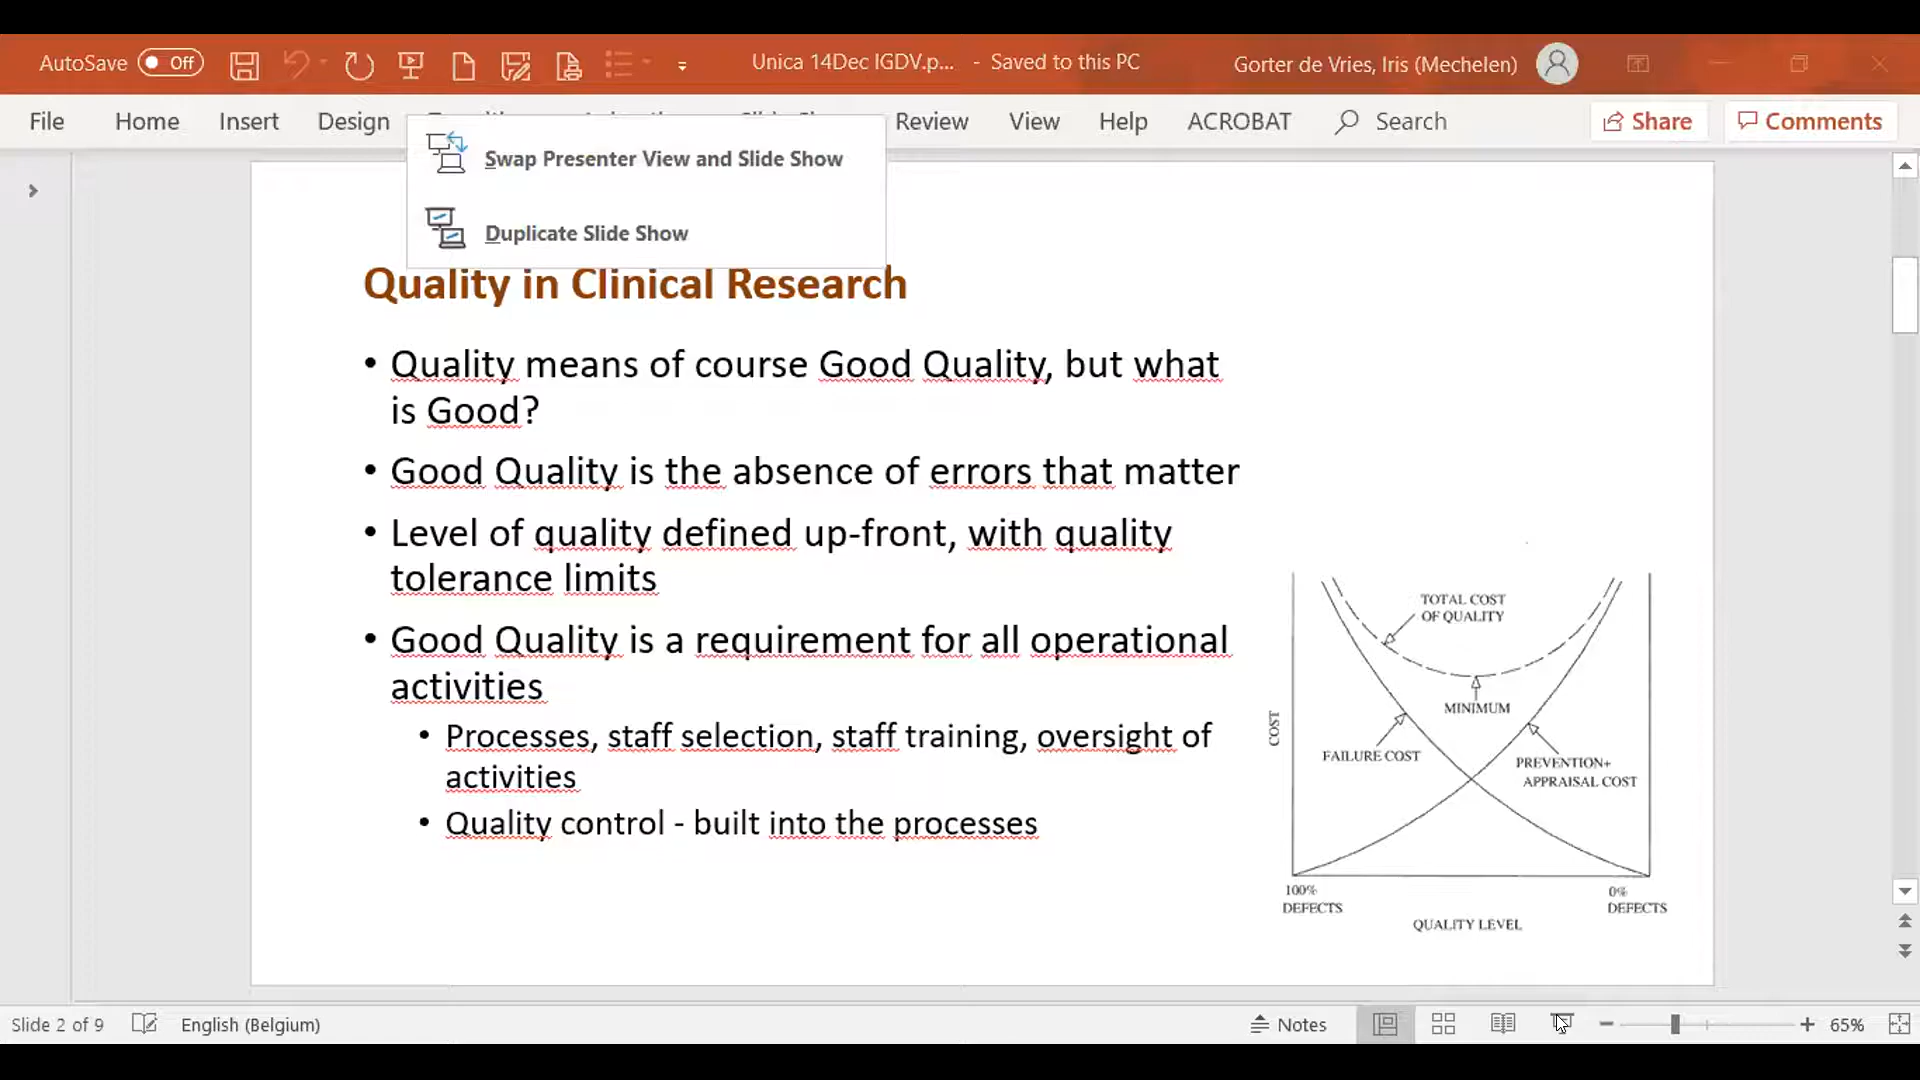 AutoSave Off Unica 14Dec IGDV.p... - Saved to this PC Gorter de Vries, Iris (Mechelen)
File Home Insert Design Review View Help ACROBAT Search Share Comments
Swap Presenter View and Slide Show
Duplicate Slide Show
Quality in Clinical Research
• Quality means of course Good Quality, but what
is Good?
• Good Quality is the absence of errors that matter
• Level of quality defined up-front, with quality
tolerance limits
• Good Quality is a requirement for all operational
activities
• Processes, staff selection, staff training, oversight of
activities
• Quality control - built into the processes
TOTAL COST
OF QUALITY
MINIMUM
COST
FAILURE COST
PREVENTION+
APPRAISAL COST
100%
DEFECTS
0%
DEFECTS
QUALITY LEVEL
Slide 2 of 9 English (Belgium) Notes 65%